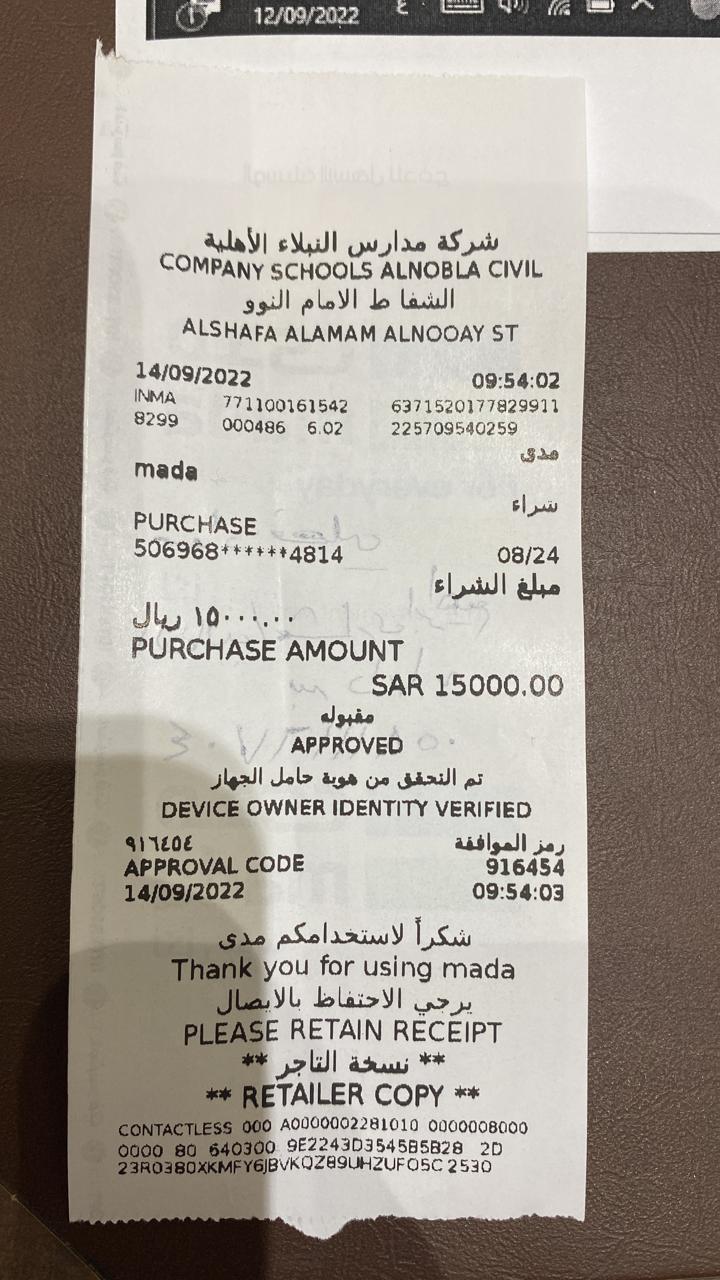 12/09/2022
شركة مدارس النبلاء الأهلية
COMPANY SCHOOLS ALNOBLA CIVIL
الشفا ط الامام النوو
ALSHAFA ALAMAM ALNOOAY ST
14/09/2022 09:54:02
INMA 771100161542 6371520177829911
8299 000486 6.02 225709540259
مدى
mada
شراء
PURCHASE
506968******4814 08/24
مبلغ الشراء
١٥٠٠٠.٠٠ ريال
PURCHASE AMOUNT
SAR 15000.00
مقبوله
APPROVED
تم التحقق من هوية حامل الجهاز
DEVICE OWNER IDENTITY VERIFIED
رمز الموافقة ٩١٦٤٥٤
APPROVAL CODE 916454
14/09/2022 09:54:03
شكراً لاستخدامكم مدى
Thank you for using mada
يرجي الاحتفاظ بالايصال
PLEASE RETAIN RECEIPT
** نسخة التاجر **
** RETAILER COPY **
CONTACTLESS 000 A0000002281010 0000008000
0000 80 640300 9E2243D3545B5B28 2D
23R0380XKMFY6JBVKQZ89UHZUFO5C 2530